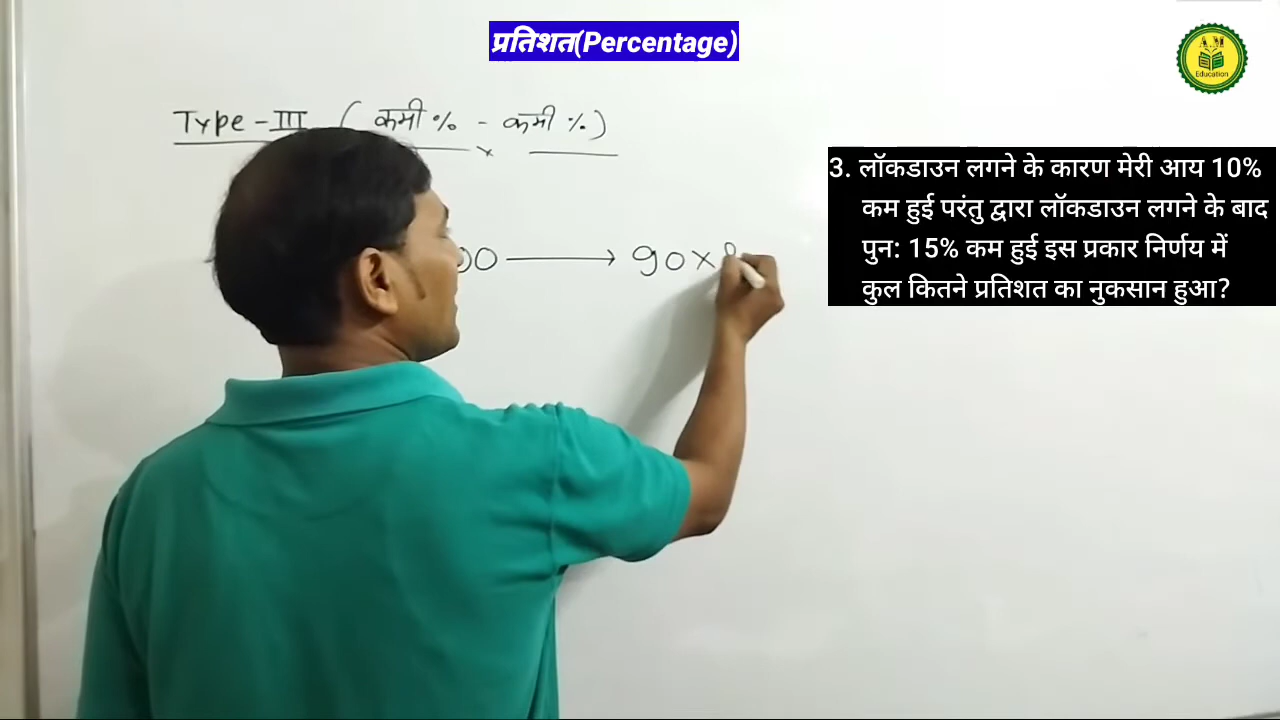 प्रतिशत(Percentage)
Education
Type-III ( कमी % - कमी %)
3. लॉकडाउन लगने के कारण मेरी आय 10%
कम हुई परंतु द्वारा लॉकडाउन लगने के बाद
पुन: 15% कम हुई इस प्रकार निर्णय में
कुल कितने प्रतिशत का नुकसान हुआ?
00 → 90×